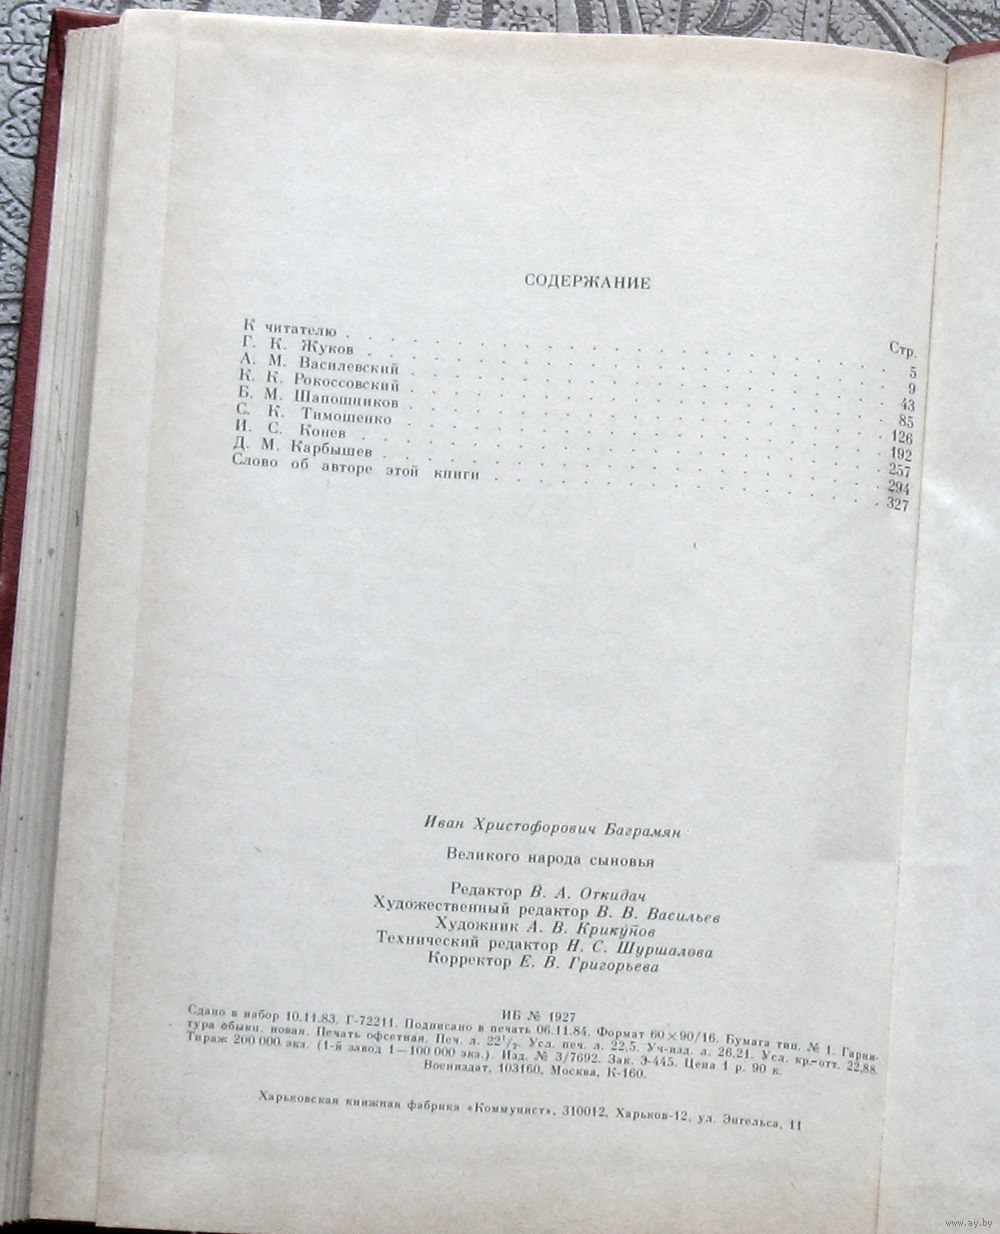 СОДЕРЖАНИЕ
Стр.
К читателю . . . 5
Г. К. Жуков . . . 9
А. М. Василевский . . . 43
К. К. Рокоссовский . . . 85
Б. М. Шапошников . . . 126
С. К. Тимошенко . . . 192
И. С. Конев . . . 257
Д. М. Карбышев . . . 294
Слово об авторе этой книги . . . 327
Иван Христофорович Баграмян
Великого народа сыновья
Редактор В. А. Откидач
Художественный редактор В. В. Васильев
Художник А. В. Крикунов
Технический редактор Н. С. Шуршалова
Корректор Е. В. Григорьева
ИБ № 1927
Сдано в набор 10.11.83. Г-72211. Подписано в печать 06.11.84. Формат 60×90/16. Бумага тип. № 1. Гарни-
тура обыкн. новая. Печать офсетная. Печ. л. 22½. Усл. печ. л. 22,5. Уч-изд. л. 26,21. Усл. кр.-отт. 22,88.
Тираж 200 000 экз. (1-й завод 1—100 000 экз.). Изд. № 3/7692. Зак. Э-445. Цена 1 р. 90 к.
Воениздат, 103160, Москва, К-160.
Харьковская книжная фабрика «Коммунист», 310012, Харьков-12, ул. Энгельса, 11
www.ay.by